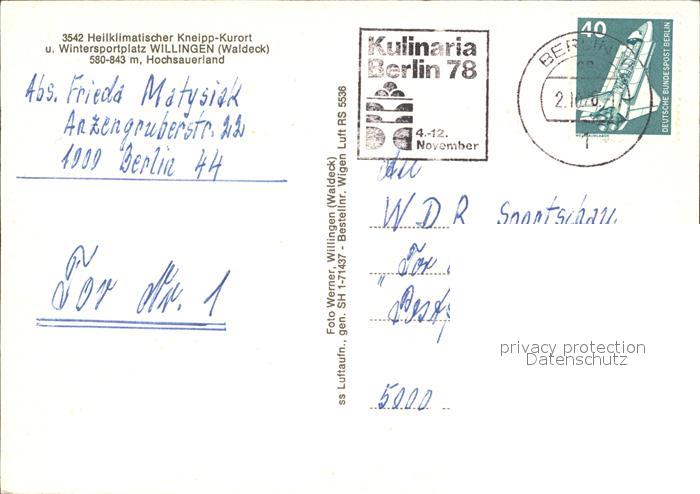 3542 Heilklimatischer Kneipp-Kurort
u. Wintersportplatz WILLINGEN (Waldeck)
580-843 m, Hochsauerland
Abs. Frieda Matysiak
Anzengruberstr. 22
1000 Berlin 44
Tor Nr. 1
Foto Werner, Willingen (Waldeck)
ss Luftaufn., gen. SH 1-71437 - Bestellnr. Wigen Luft RS 5536
Kulinaria
Berlin 78
4.-12.
November
BERLIN
40
DEUTSCHE BUNDESPOST BERLIN
An
WDR Sportschau
"Tor
Post
5000
privacy protection
Datenschutz